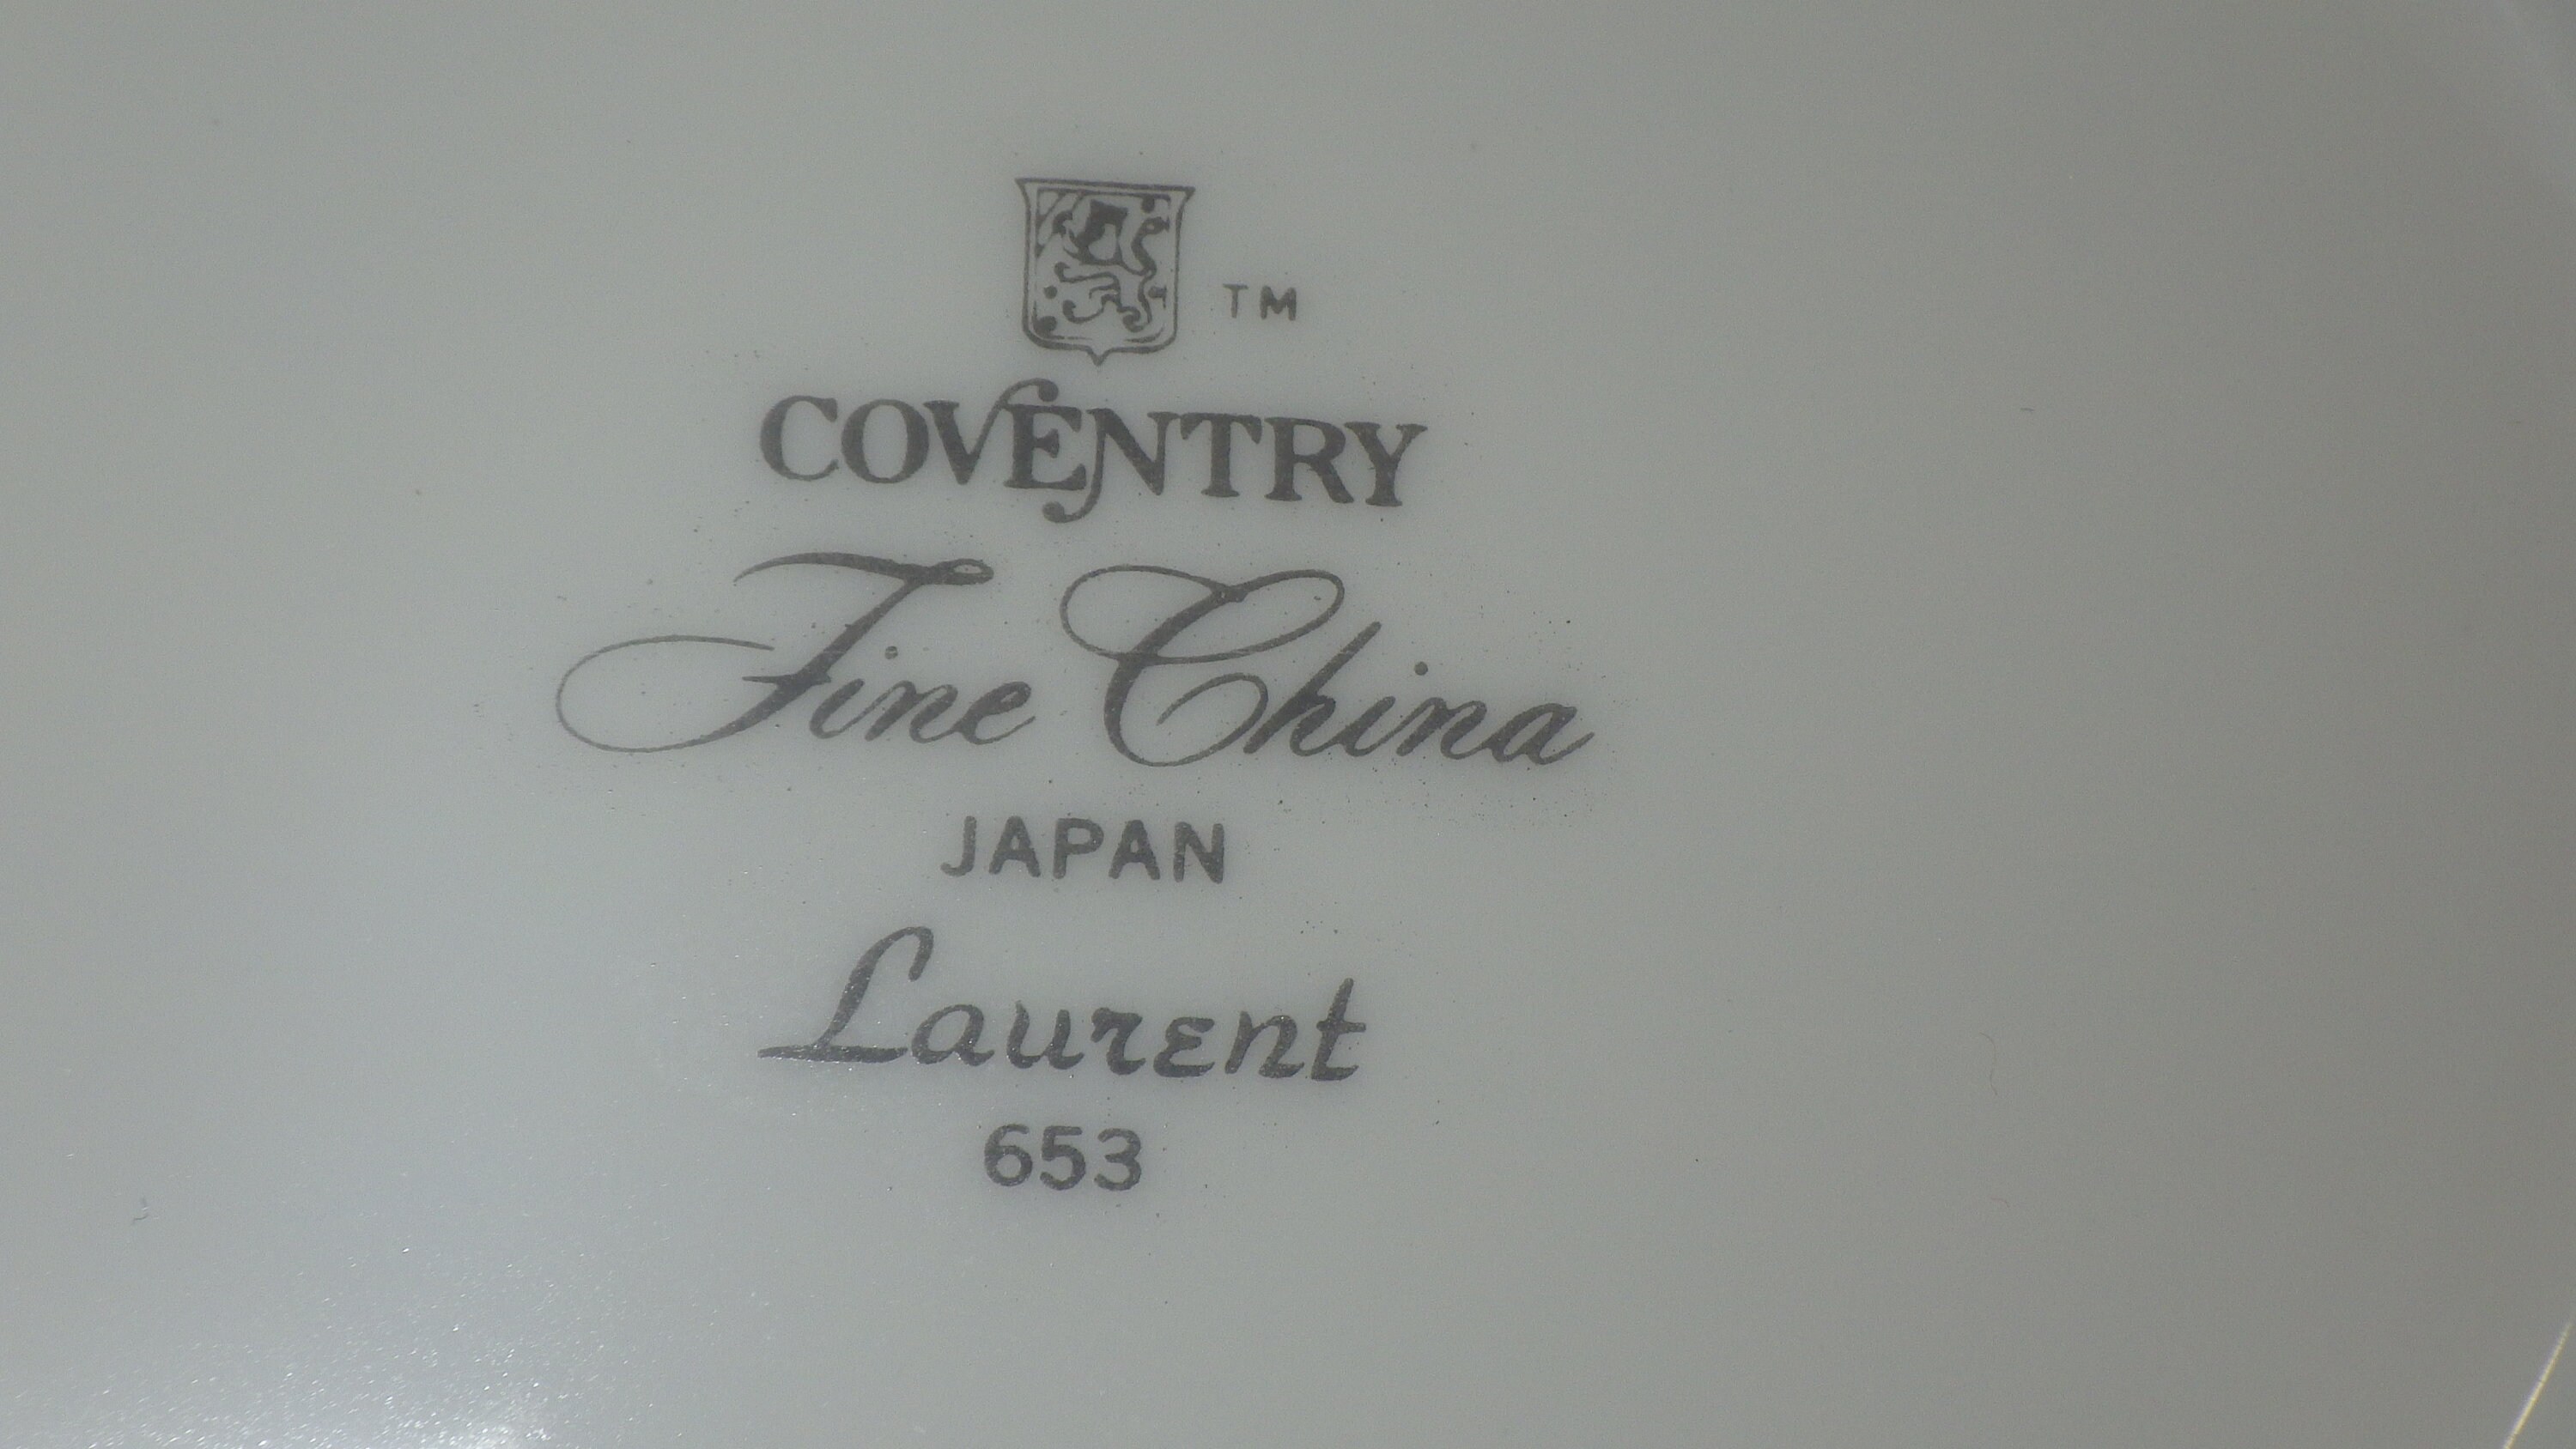 TM
COVENTRY
Fine China
JAPAN
Laurent
653